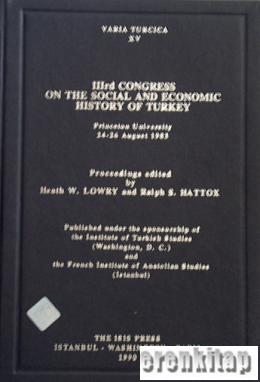 VARIA TURCICA
XV
IIIrd CONGRESS
ON THE SOCIAL AND ECONOMIC
HISTORY OF TURKEY
Princeton University
24-26 August 1983
Proceedings edited
by
Heath W. LOWRY and Ralph S. HATTOX
Published under the sponsorship of
the Institute of Turkish Studies
(Washington, D. C.)
and
the French Institute of Anatolian Studies
(Istanbul)
THE ISIS PRESS
ISTANBUL - WASHINGTON -
1990
erenkitap